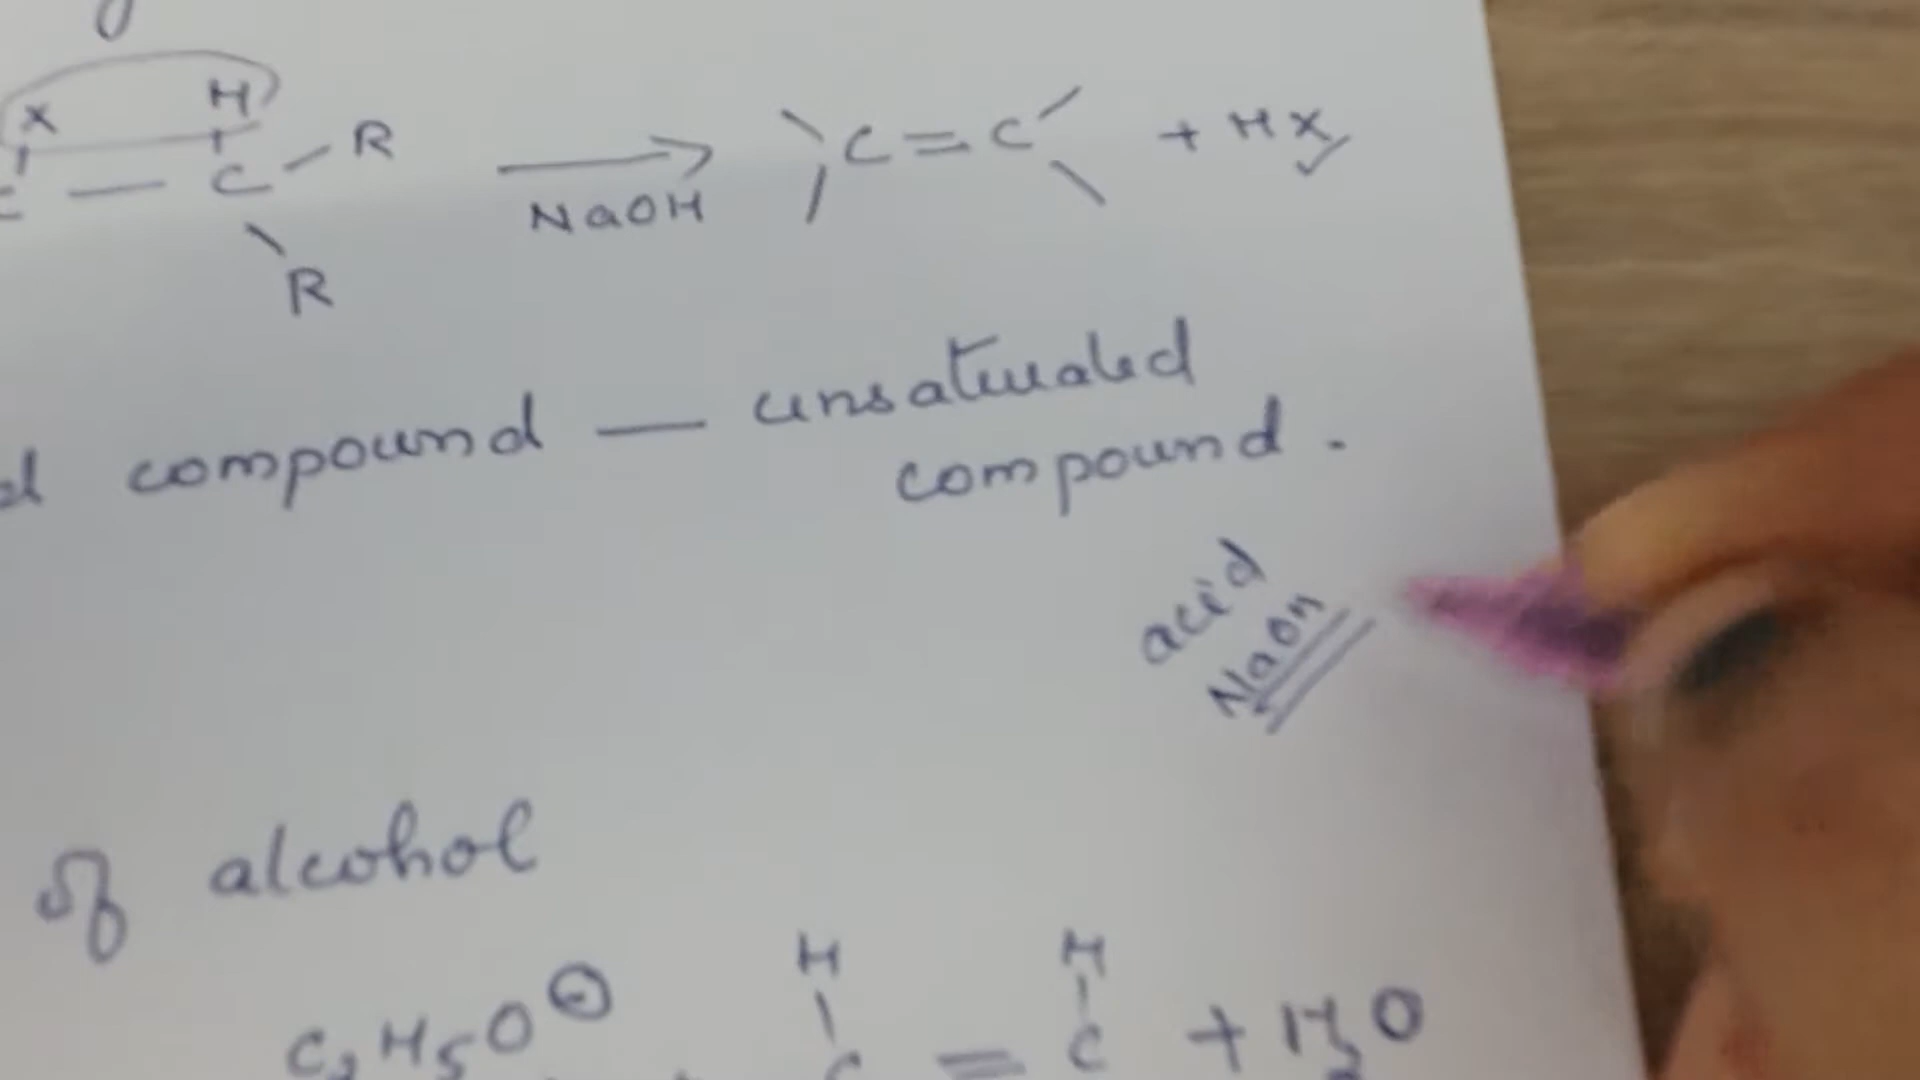 X H
C — C — R → NaOH C = C + HX
R
compound — unsaturated
compound.
acid
NaOH
of alcohol
H H
C2H5O⊖ C = C + H2O